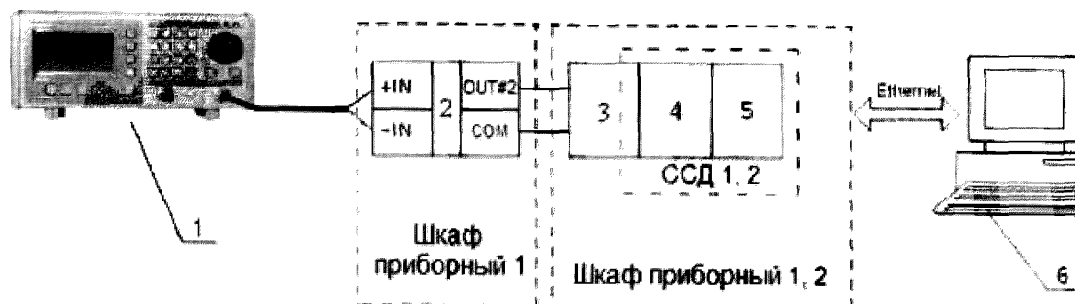 +IN
-IN
2
OUT#2
COM
3
4
5
ССД 1, 2
Ethernet
1
Шкаф
приборный 1
Шкаф приборный 1, 2
6